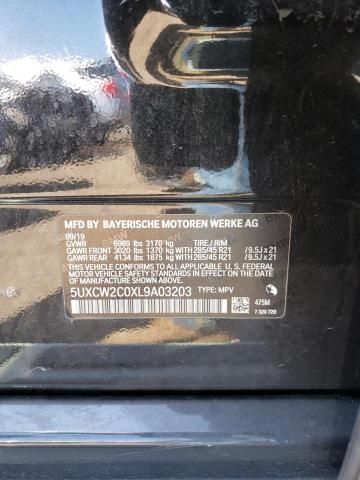 MFD BY BAYERISCHE MOTOREN WERKE AG
09/19
GVWR 6989 lbs 3170 kg TIRE / RIM
GAWR FRONT 3020 lbs 1370 kg WITH 285/45 R21 /9.5J x 21
GAWR REAR 4134 lbs 1875 kg WITH 285/45 R21 /9.5J x 21
THIS VEHICLE CONFORMS TO ALL APPLICABLE U.S.
FEDERAL MOTOR VEHICLE SAFETY STANDARDS
IN EFFECT ON THE DATE OF
MANUFACTURE SHOWN ABOVE.
5UXCW2C0XL9A03203 TYPE: MPV
475M
7 320 729